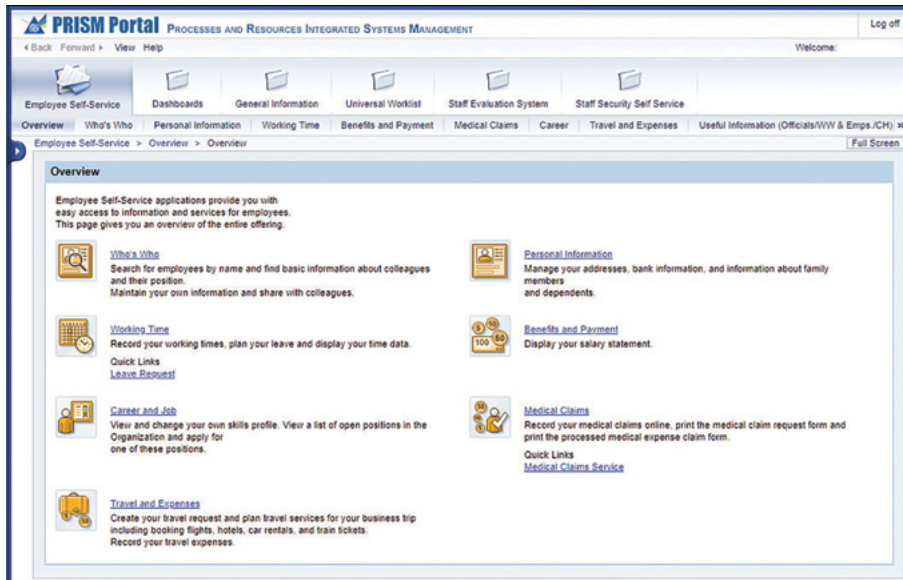 PRISM Portal PROCESSES AND RESOURCES INTEGRATED SYSTEMS MANAGEMENT
Log off
Back Forward View Help
Welcome:
Employee Self-Service Dashboards General Information Universal Worklist Staff Evaluation System Staff Security Self Service
Overview Who's Who Personal Information Working Time Benefits and Payment Medical Claims Career Travel and Expenses Useful Information (Officials/WW & Emps./CH)
Employee Self-Service > Overview > Overview
Full Screen
Overview
Employee Self-Service applications provide you with
easy access to information and services for employees.
This page gives you an overview of the entire offering.
Who's Who
Search for employees by name and find basic information about colleagues
and their position.
Maintain your own information and share with colleagues.
Personal Information
Manage your addresses, bank information, and information about family
members
and dependents.
Working Time
Record your working times, plan your leave and display your time data.
Quick Links
Leave Request
Benefits and Payment
Display your salary statement.
Career and Job
View and change your own skills profile. View a list of open positions in the
Organization and apply for
one of these positions.
Medical Claims
Record your medical claims online, print the medical claim request form and
print the processed medical expense claim form.
Quick Links
Medical Claims Service
Travel and Expenses
Create your travel request and plan travel services for your business trip
including booking flights, hotels, car rentals, and train tickets.
Record your travel expenses.